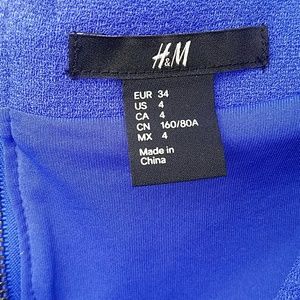 H&M
EUR 34
US 4
CA 4
CN 160/80A
MX 4
Made in
China